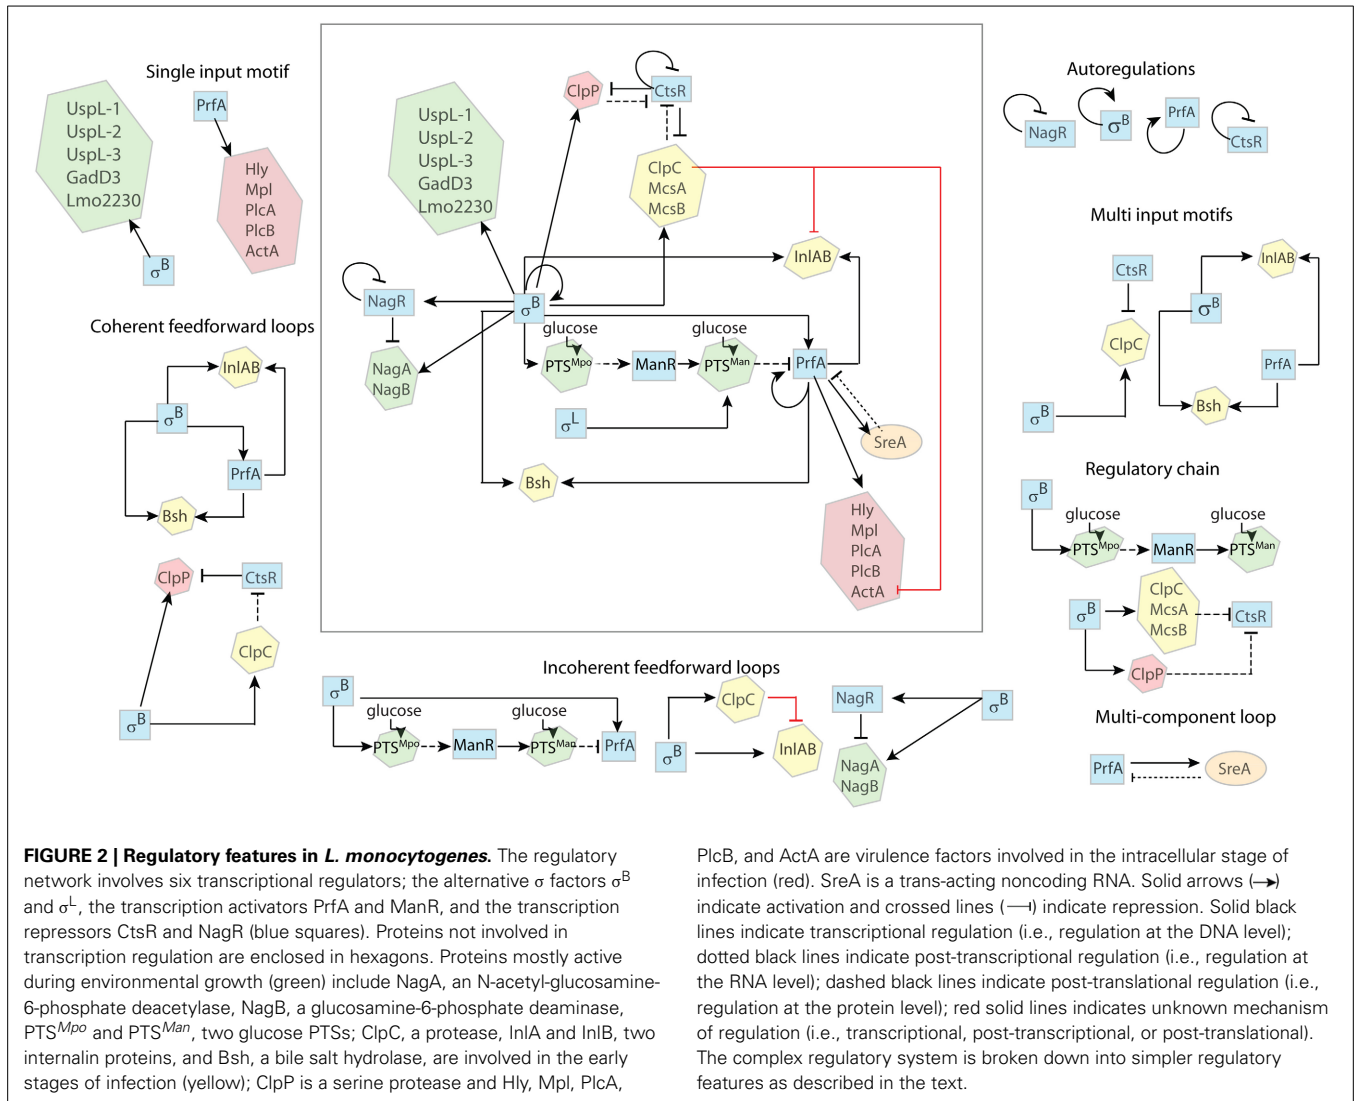 Single input motif
UspL-1
UspL-2
UspL-3
GadD3
Lmo2230
σB
PrfA
Hly
Mpl
PlcA
PlcB
ActA
Coherent feedforward loops
InlAB
σB
PrfA
Bsh
ClpP
CtsR
ClpC
σB
UspL-1
UspL-2
UspL-3
GadD3
Lmo2230
ClpP
CtsR
ClpC
McsA
McsB
InlAB
NagR
σB
NagA
NagB
glucose
PTSMpo
ManR
glucose
PTSMan
PrfA
σL
SreA
Bsh
Hly
Mpl
PlcA
PlcB
ActA
Autoregulations
NagR
σB
PrfA
CtsR
Multi input motifs
CtsR
ClpC
σB
InlAB
σB
PrfA
Bsh
Regulatory chain
σB
glucose
PTSMpo
ManR
glucose
PTSMan
σB
ClpC
McsA
McsB
CtsR
ClpP
Multi-component loop
PrfA
SreA
Incoherent feedforward loops
σB
glucose
PTSMpo
ManR
glucose
PTSMan
PrfA
ClpC
σB
InlAB
NagR
σB
NagA
NagB
FIGURE 2 | Regulatory features in L. monocytogenes. The regulatory
network involves six transcriptional regulators; the alternative σ factors σB
and σL, the transcription activators PrfA and ManR, and the transcription
repressors CtsR and NagR (blue squares). Proteins not involved in
transcription regulation are enclosed in hexagons. Proteins mostly active
during environmental growth (green) include NagA, an N-acetyl-glucosamine-
6-phosphate deacetylase, NagB, a glucosamine-6-phosphate deaminase,
PTSMpo and PTSMan, two glucose PTSs; ClpC, a protease, InlA and InlB, two
internalin proteins, and Bsh, a bile salt hydrolase, are involved in the early
stages of infection (yellow); ClpP is a serine protease and Hly, Mpl, PlcA,
PlcB, and ActA are virulence factors involved in the intracellular stage of
infection (red). SreA is a trans-acting noncoding RNA. Solid arrows (→)
indicate activation and crossed lines (⊣) indicate repression. Solid black
lines indicate transcriptional regulation (i.e., regulation at the DNA level);
dotted black lines indicate post-transcriptional regulation (i.e., regulation at
the RNA level); dashed black lines indicate post-translational regulation (i.e.,
regulation at the protein level); red solid lines indicates unknown mechanism
of regulation (i.e., transcriptional, post-transcriptional, or post-translational).
The complex regulatory system is broken down into simpler regulatory
features as described in the text.